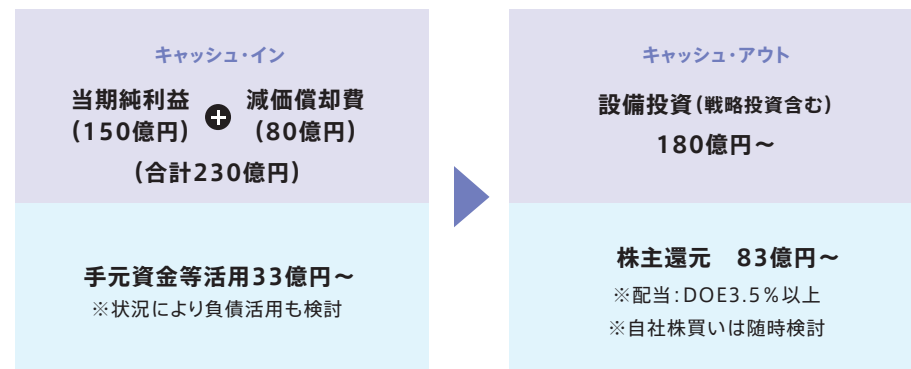 キャッシュ・イン
当期純利益 + 減価償却費
(150億円) (80億円)
(合計230億円)
手元資金等活用33億円～
※状況により負債活用も検討
キャッシュ・アウト
設備投資(戦略投資含む)
180億円～
株主還元 83億円～
※配当:DOE3.5%以上
※自社株買いは随時検討